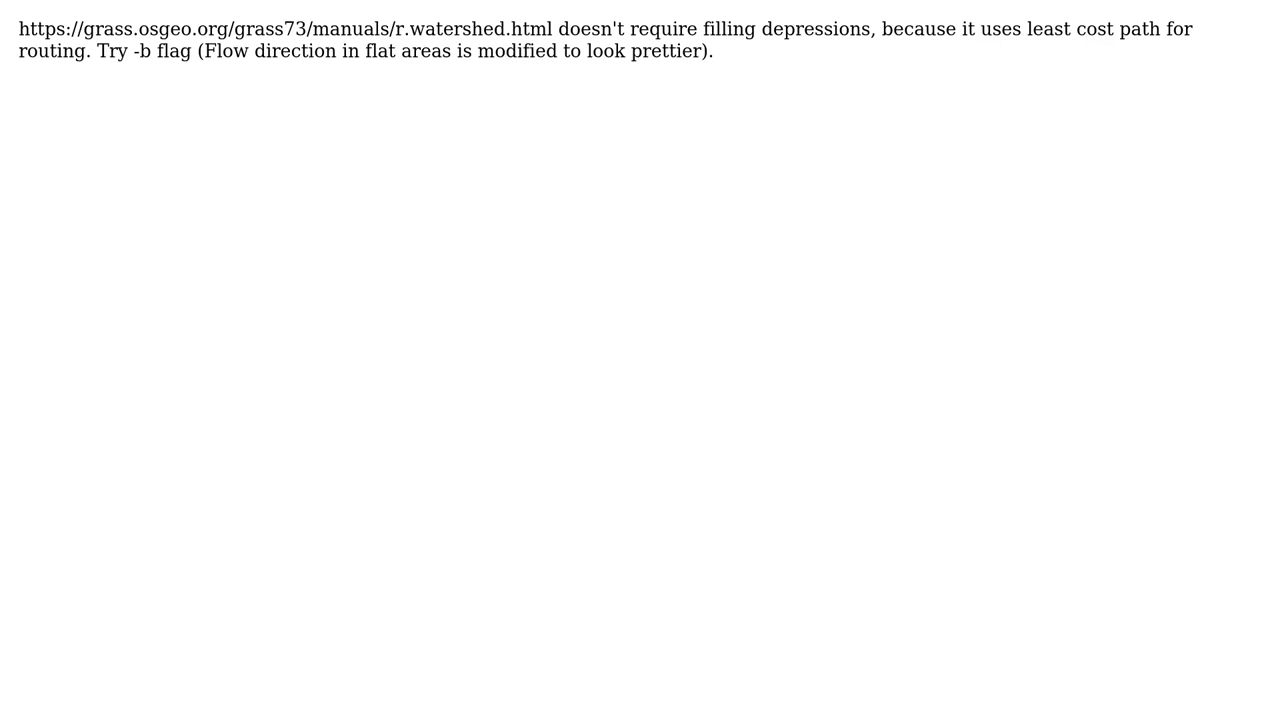 https://grass.osgeo.org/grass73/manuals/r.watershed.html doesn't require filling depressions, because it uses least cost path for
routing. Try -b flag (Flow direction in flat areas is modified to look prettier).